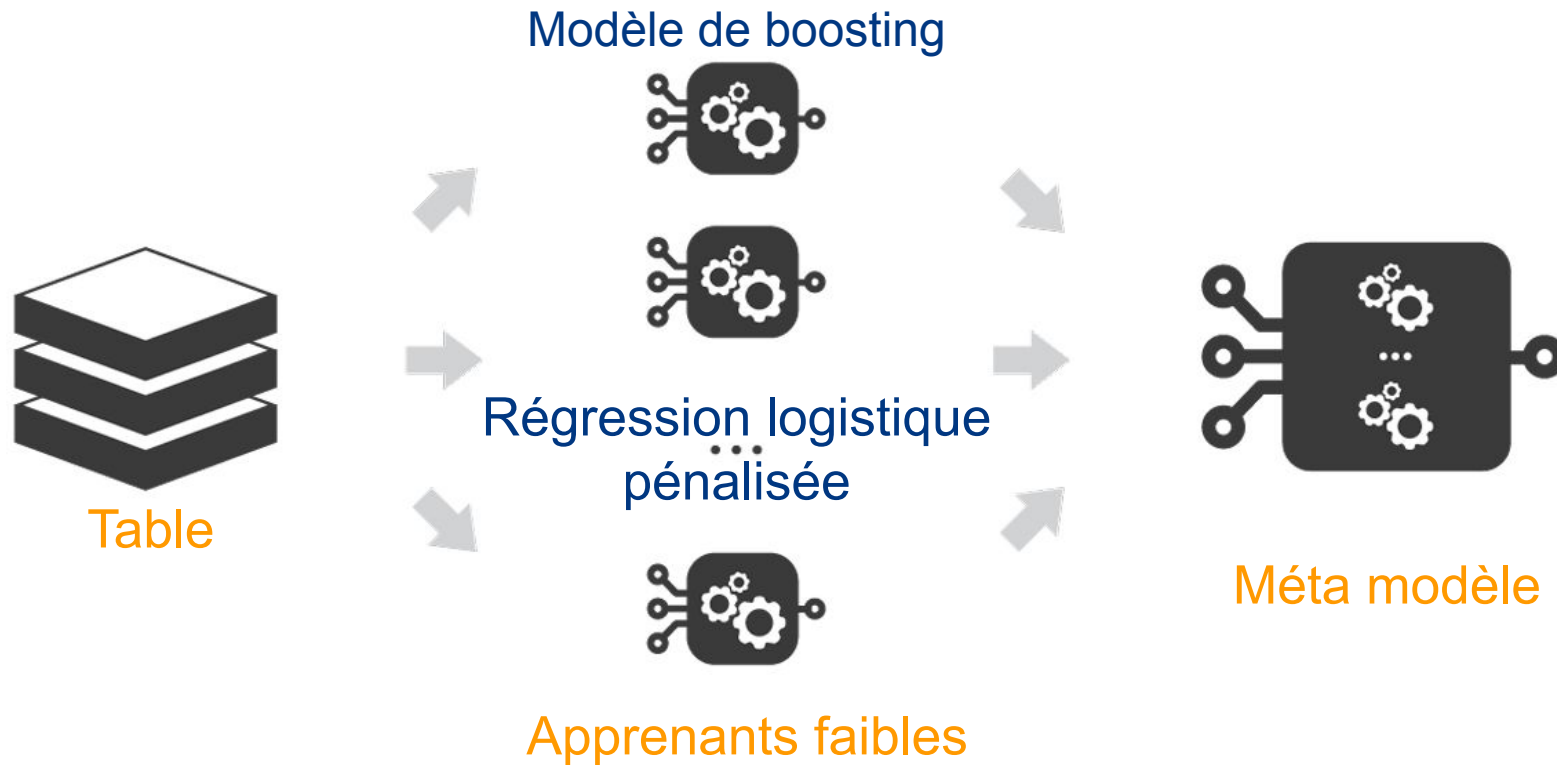 Modèle de boosting
Régression logistique
...
pénalisée
Table
Méta modèle
...
Apprenants faibles